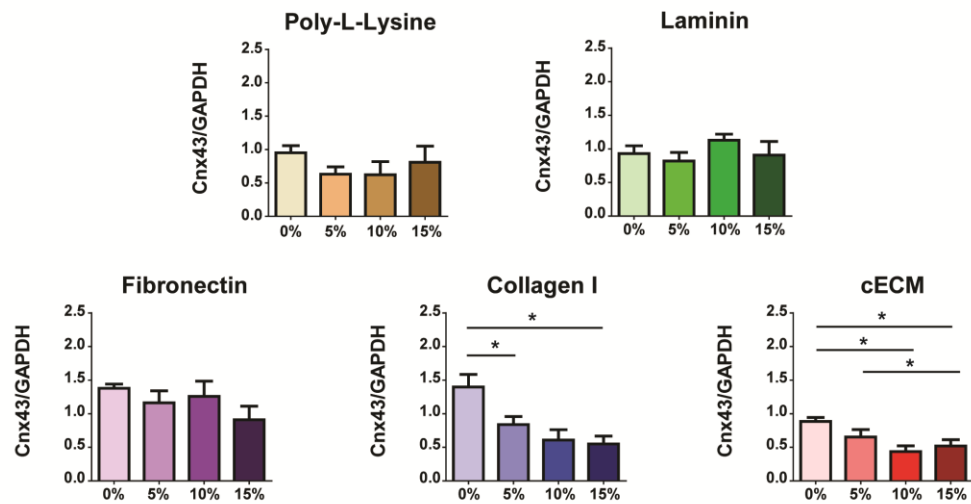 Poly-L-Lysine
Cnx43/GAPDH
2.5
2.0
1.5
1.0
0.5
0.0
0% 5% 10% 15%
Laminin
Cnx43/GAPDH
2.5
2.0
1.5
1.0
0.5
0.0
0% 5% 10% 15%
Fibronectin
Cnx43/GAPDH
2.5
2.0
1.5
1.0
0.5
0.0
0% 5% 10% 15%
Collagen I
Cnx43/GAPDH
2.5
2.0
1.5
1.0
0.5
0.0
*
*
0% 5% 10% 15%
cECM
Cnx43/GAPDH
2.5
2.0
1.5
1.0
0.5
0.0
*
*
*
0% 5% 10% 15%